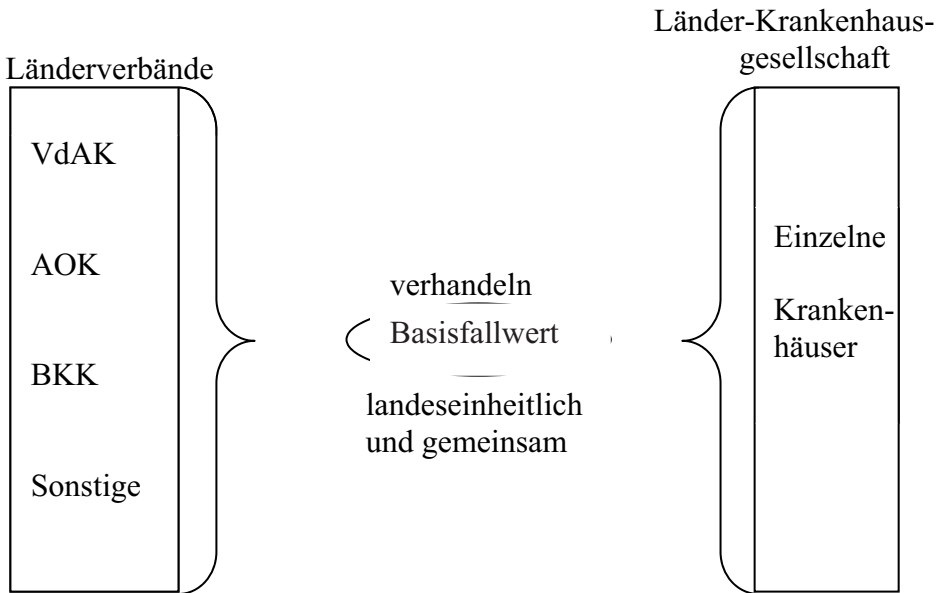 Länderverbände
VdAK
AOK
BKK
Sonstige
verhandeln
Basisfallwert
landeseinheitlich
und gemeinsam
Länder-Krankenhaus-
gesellschaft
Einzelne
Kranken-
häuser